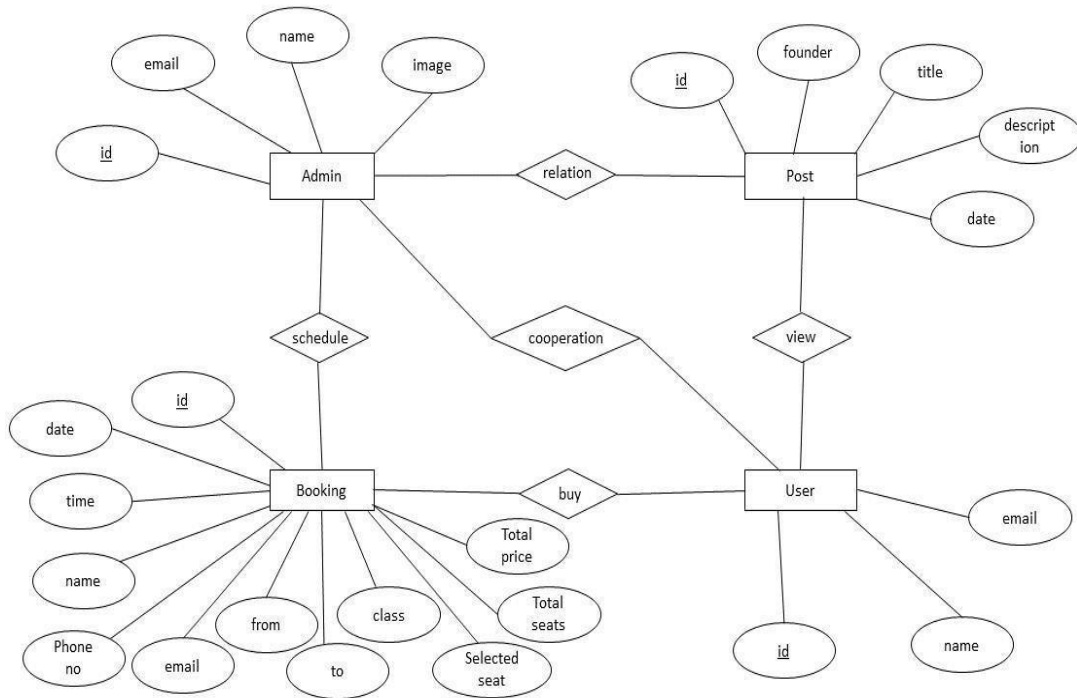 name
founder
email
image
title
id
descript
ion
id
Admin
relation
Post
date
schedule
cooperation
view
id
date
Booking
buy
User
time
email
Total
price
name
class
Total
seats
from
Phone
no
email
to
Selected
seat
id
name